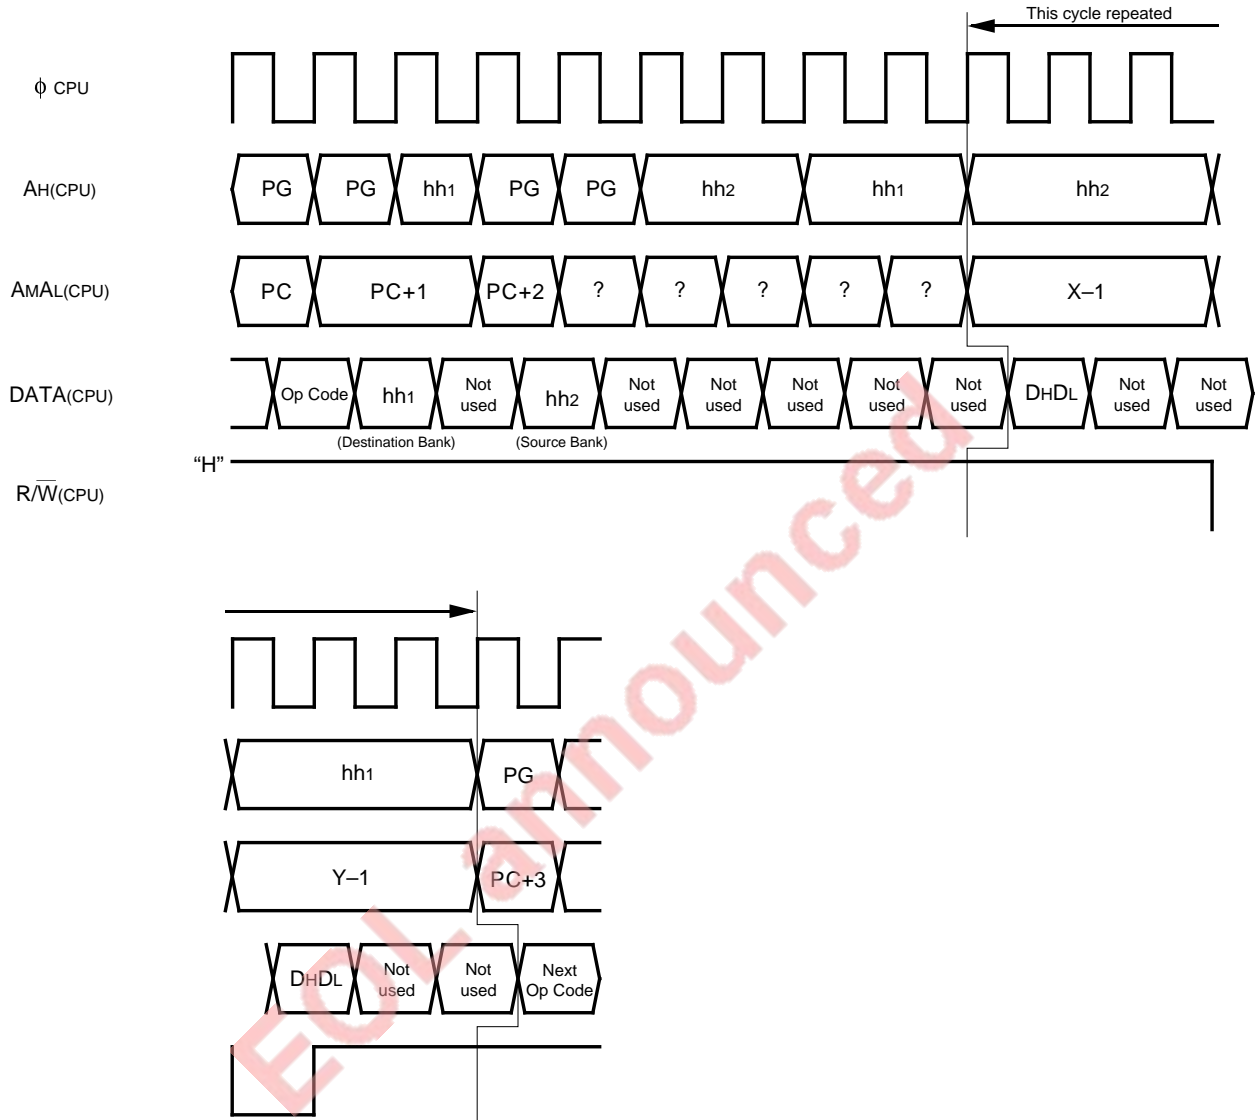 This cycle repeated
ϕ CPU
AH(CPU) PG PG hh1 PG PG hh2 hh1 hh2
AMAL(CPU) PC PC+1 PC+2 ? ? ? ? ? X–1
DATA(CPU) Op Code hh1 Not used hh2 Not used Not used Not used Not used Not used DHDL Not used Not used
(Destination Bank) (Source Bank)
“H”
R/W̅(CPU)
hh1 PG
Y–1 PC+3
DHDL Not used Not used Next Op Code
EOL announced